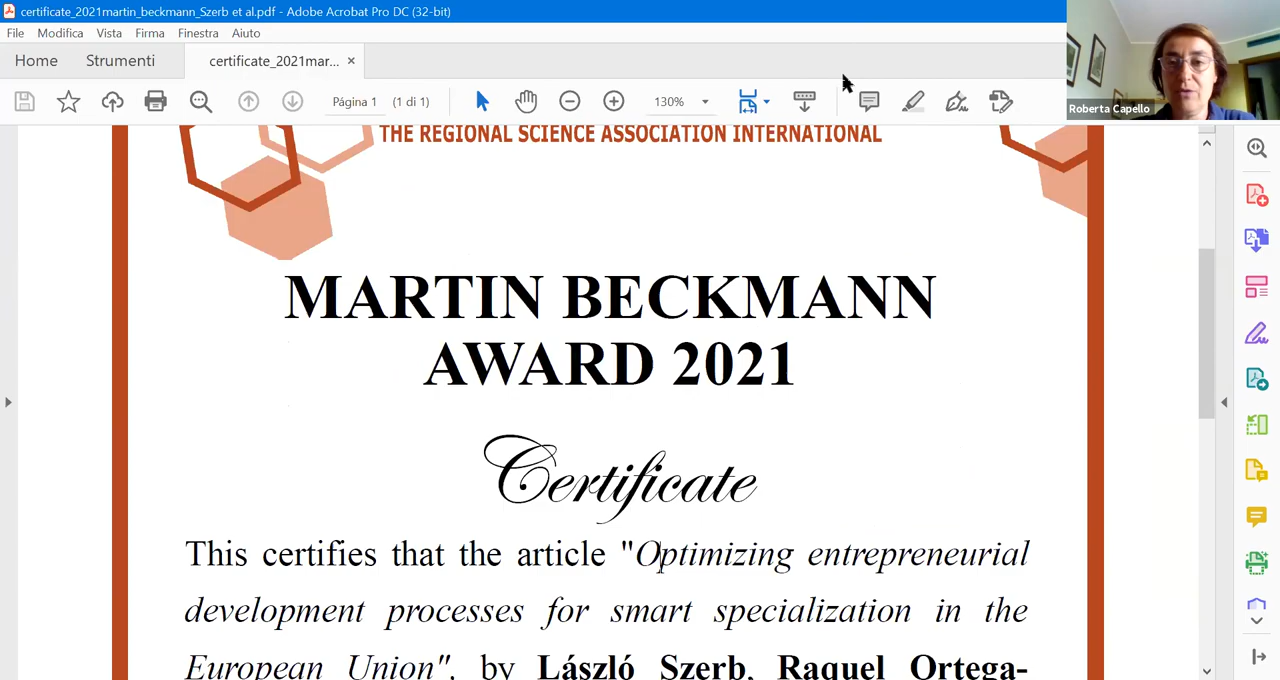 certificate_2021martin_beckmann_Szerb et al.pdf - Adobe Acrobat Pro DC (32-bit)
File Modifica Vista Firma Finestra Aiuto
Home Strumenti certificate_2021mar... ×
Página 1 (1 di 1) 130%
Roberta Capello
THE REGIONAL SCIENCE ASSOCIATION INTERNATIONAL
MARTIN BECKMANN
AWARD 2021
Certificate
This certifies that the article "Optimizing entrepreneurial
development processes for smart specialization in the
European Union", by László Szerb, Raquel Ortega-